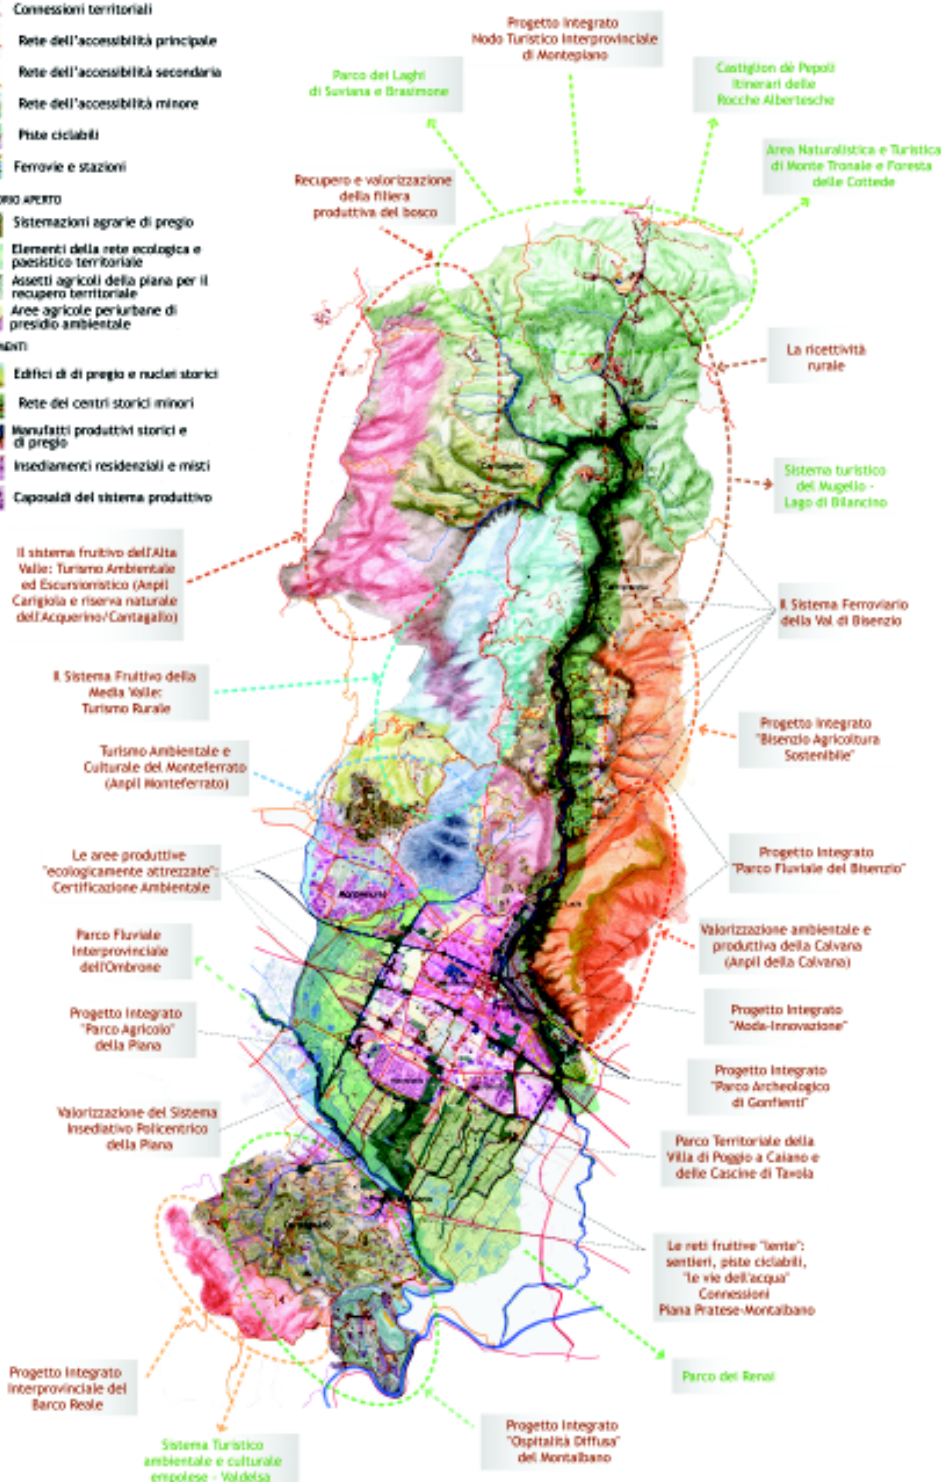 Connessioni territoriali
Rete dell'accessibilità principale
Rete dell'accessibilità secondaria
Rete dell'accessibilità minore
Piste ciclabili
Ferrovie e stazioni
ORIO APERTO
Sistemazioni agrarie di pregio
Elementi della rete ecologica e
paesistico territoriale
Assetti agricoli della piana per il
recupero territoriale
Aree agricole periurbane di
presidio ambientale
MENTI
Edifici di di pregio e nuclei storici
Rete dei centri storici minori
Manufatti produttivi storici e
di pregio
Insediamenti residenziali e misti
Caposaldi del sistema produttivo
Progetto Integrato
Nodo Turistico Interprovinciale
di Montepiano
Parco dei Laghi
di Suviana e Brasimone
Castiglion dè Pepoli
Itinerari delle
Rocche Albertesche
Area Naturalistica e Turistica
di Monte Tronale e Foresta
delle Cottede
Recupero e valorizzazione
della filiera
produttiva del bosco
La ricettività
rurale
Cantagallo
Sistema turistico
del Mugello -
Lago di Bilancino
Il sistema fruitivo dell'Alta
Valle: Turismo Ambientale
ed Escursionistico (Anpil
Carigiola e riserva naturale
dell'Acquerino/Cantagallo)
Il Sistema Ferroviario
della Val di Bisenzio
Il Sistema Fruitivo della
Media Valle:
Turismo Rurale
Progetto Integrato
"Bisenzio Agricoltura
Sostenibile"
Turismo Ambientale e
Culturale del Monteferrato
(Anpil Monteferrato)
Le aree produttive
"ecologicamente attrezzate":
Certificazione Ambientale
Progetto Integrato
"Parco Fluviale del Bisenzio"
Montemurlo
Parco Fluviale
Interprovinciale
dell'Ombrone
Valorizzazione ambientale e
produttiva della Calvana
(Anpil della Calvana)
Progetto Integrato
"Parco Agricolo"
della Piana
Progetto Integrato
"Moda-Innovazione"
Progetto Integrato
"Parco Archeologico
di Gonfienti"
Valorizzazione del Sistema
Insediativo Policentrico
della Piana
Parco Territoriale della
Villa di Poggio a Caiano e
delle Cascine di Tavola
Le reti fruitive "lente":
sentieri, piste ciclabili,
"le vie dell'acqua"
Connessioni
Piana Pratese-Montalbano
Parco dei Renai
Progetto Integrato
Interprovinciale del
Barco Reale
Sistema Turistico
ambientale e culturale
empolese - Valdelsa
Progetto Integrato
"Ospitalità Diffusa"
del Montalbano